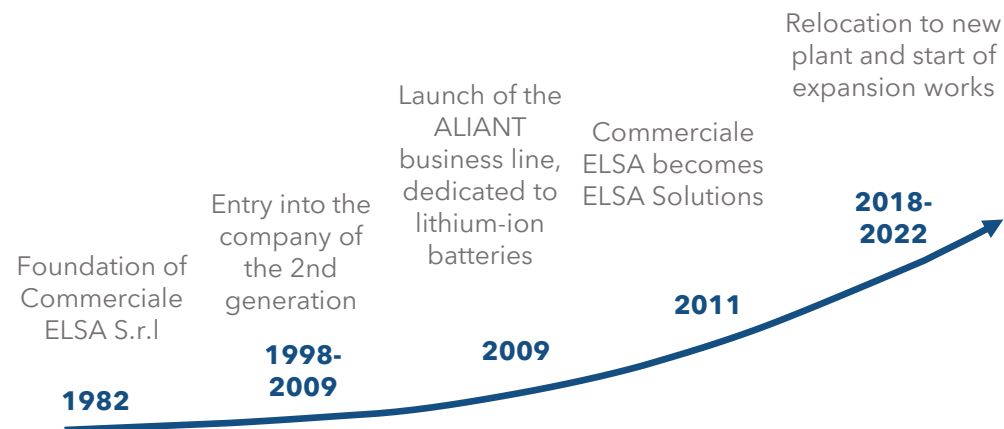 Foundation of
Commerciale
ELSA S.r.l
1982
Entry into the
company of
the 2nd
generation
1998-
2009
Launch of the
ALIANT
business line,
dedicated to
lithium-ion
batteries
2009
Commerciale
ELSA becomes
ELSA Solutions
2011
Relocation to new
plant and start of
expansion works
2018-
2022